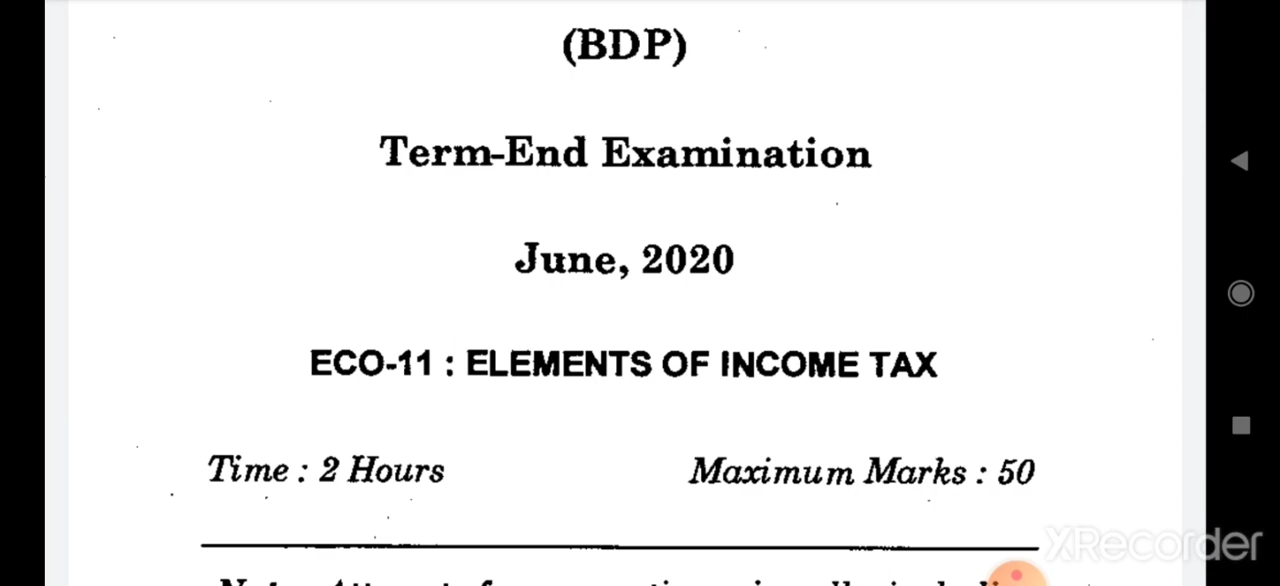 (BDP)
Term-End Examination
June, 2020
ECO-11 : ELEMENTS OF INCOME TAX
Time : 2 Hours
Maximum Marks : 50
XRecorder